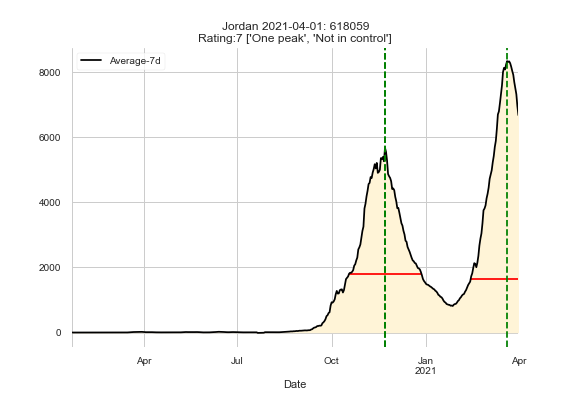 Jordan 2021-04-01: 618059
Rating:7 ['One peak', 'Not in control']
Average-7d
8000
6000
4000
2000
0
Apr Jul Oct Jan Apr
2021
Date